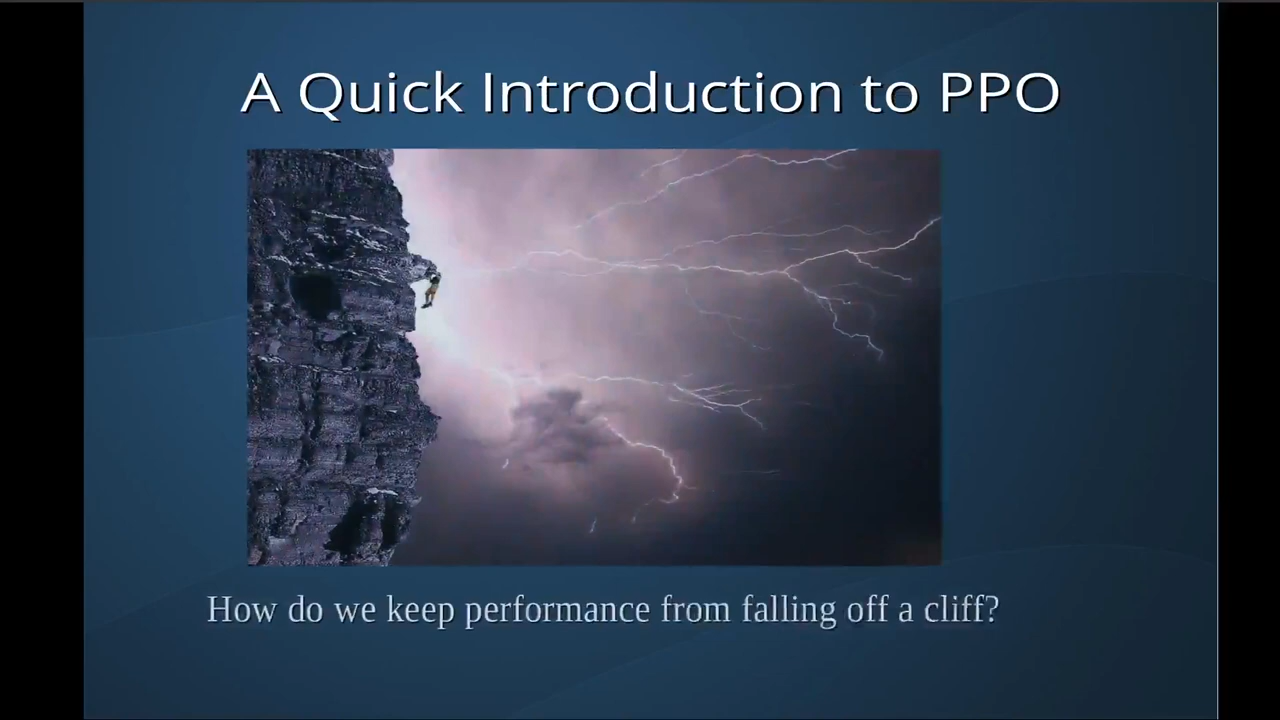 A Quick Introduction to PPO
How do we keep performance from falling off a cliff?